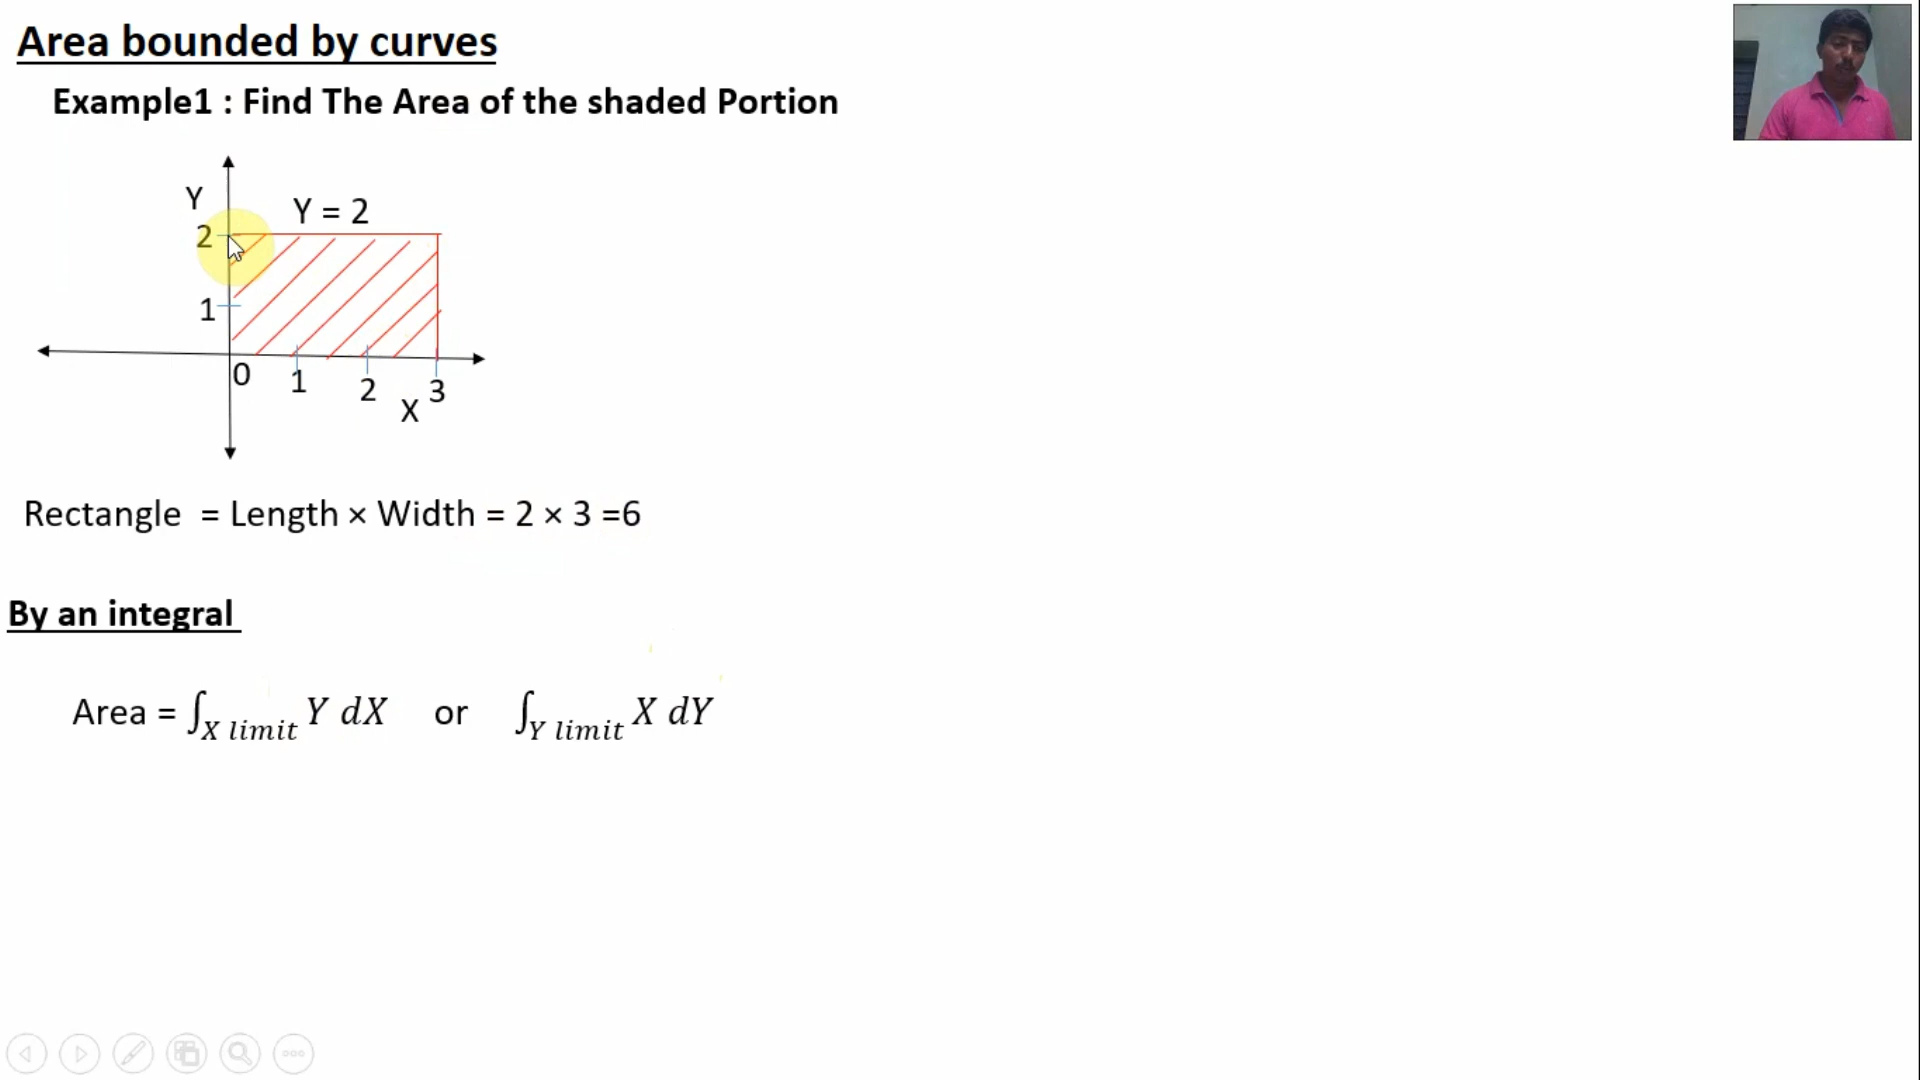 Area bounded by curves
Example1 : Find The Area of the shaded Portion
Y
Y = 2
2
1
0
1
2
3
X
Rectangle = Length × Width = 2 × 3 =6
By an integral
Area = ∫X limit Y dX or ∫Y limit X dY